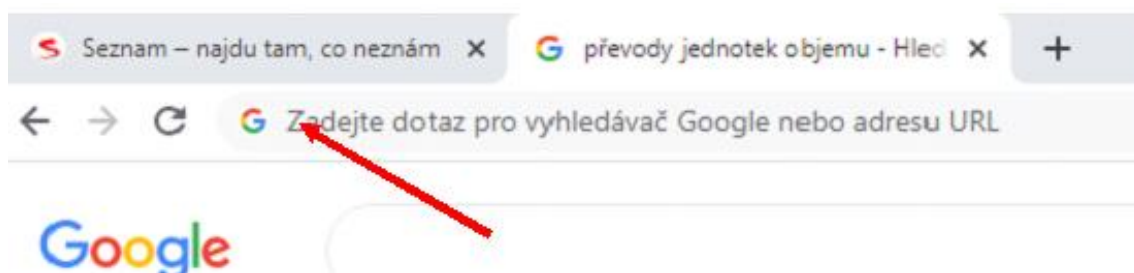 Seznam – najdu tam, co neznám
převody jednotek objemu - Hled
Zadejte dotaz pro vyhledávač Google nebo adresu URL
Google